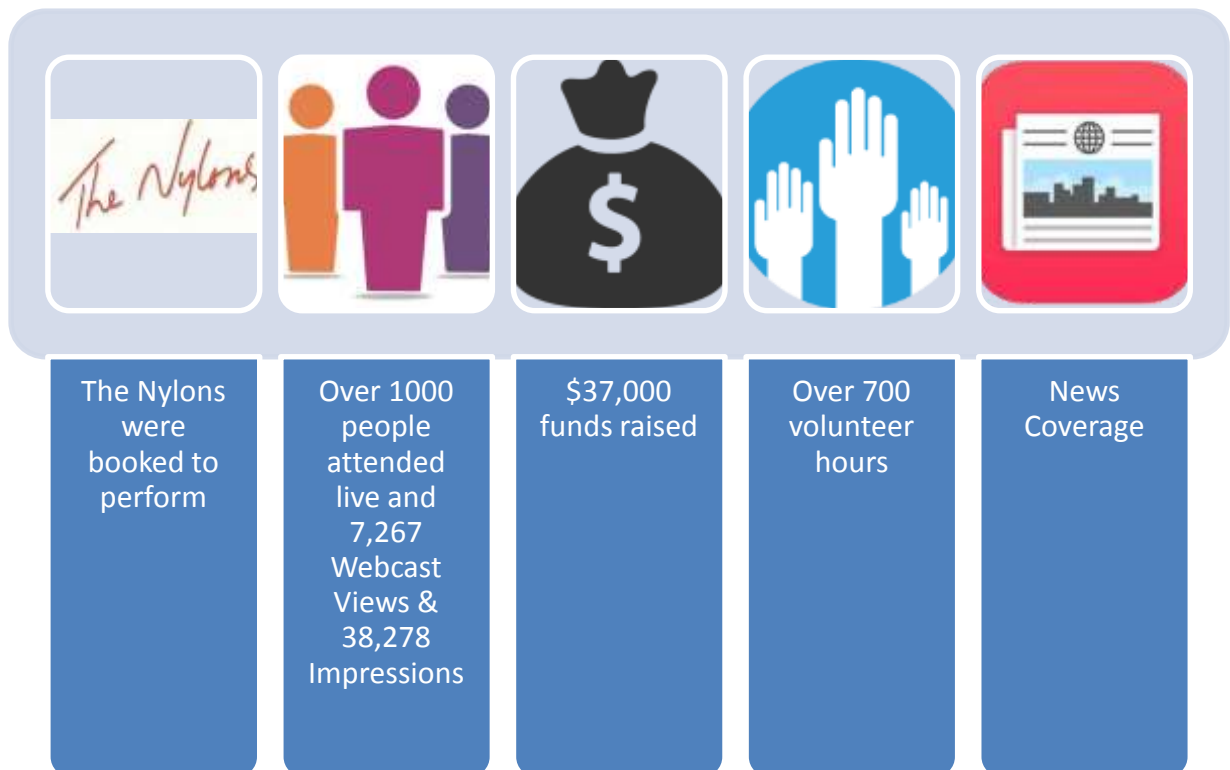 The Nylons
$
The Nylons
were
booked to
perform
Over 1000
people
attended
live and
7,267
Webcast
Views &
38,278
Impressions
$37,000
funds raised
Over 700
volunteer
hours
News
Coverage